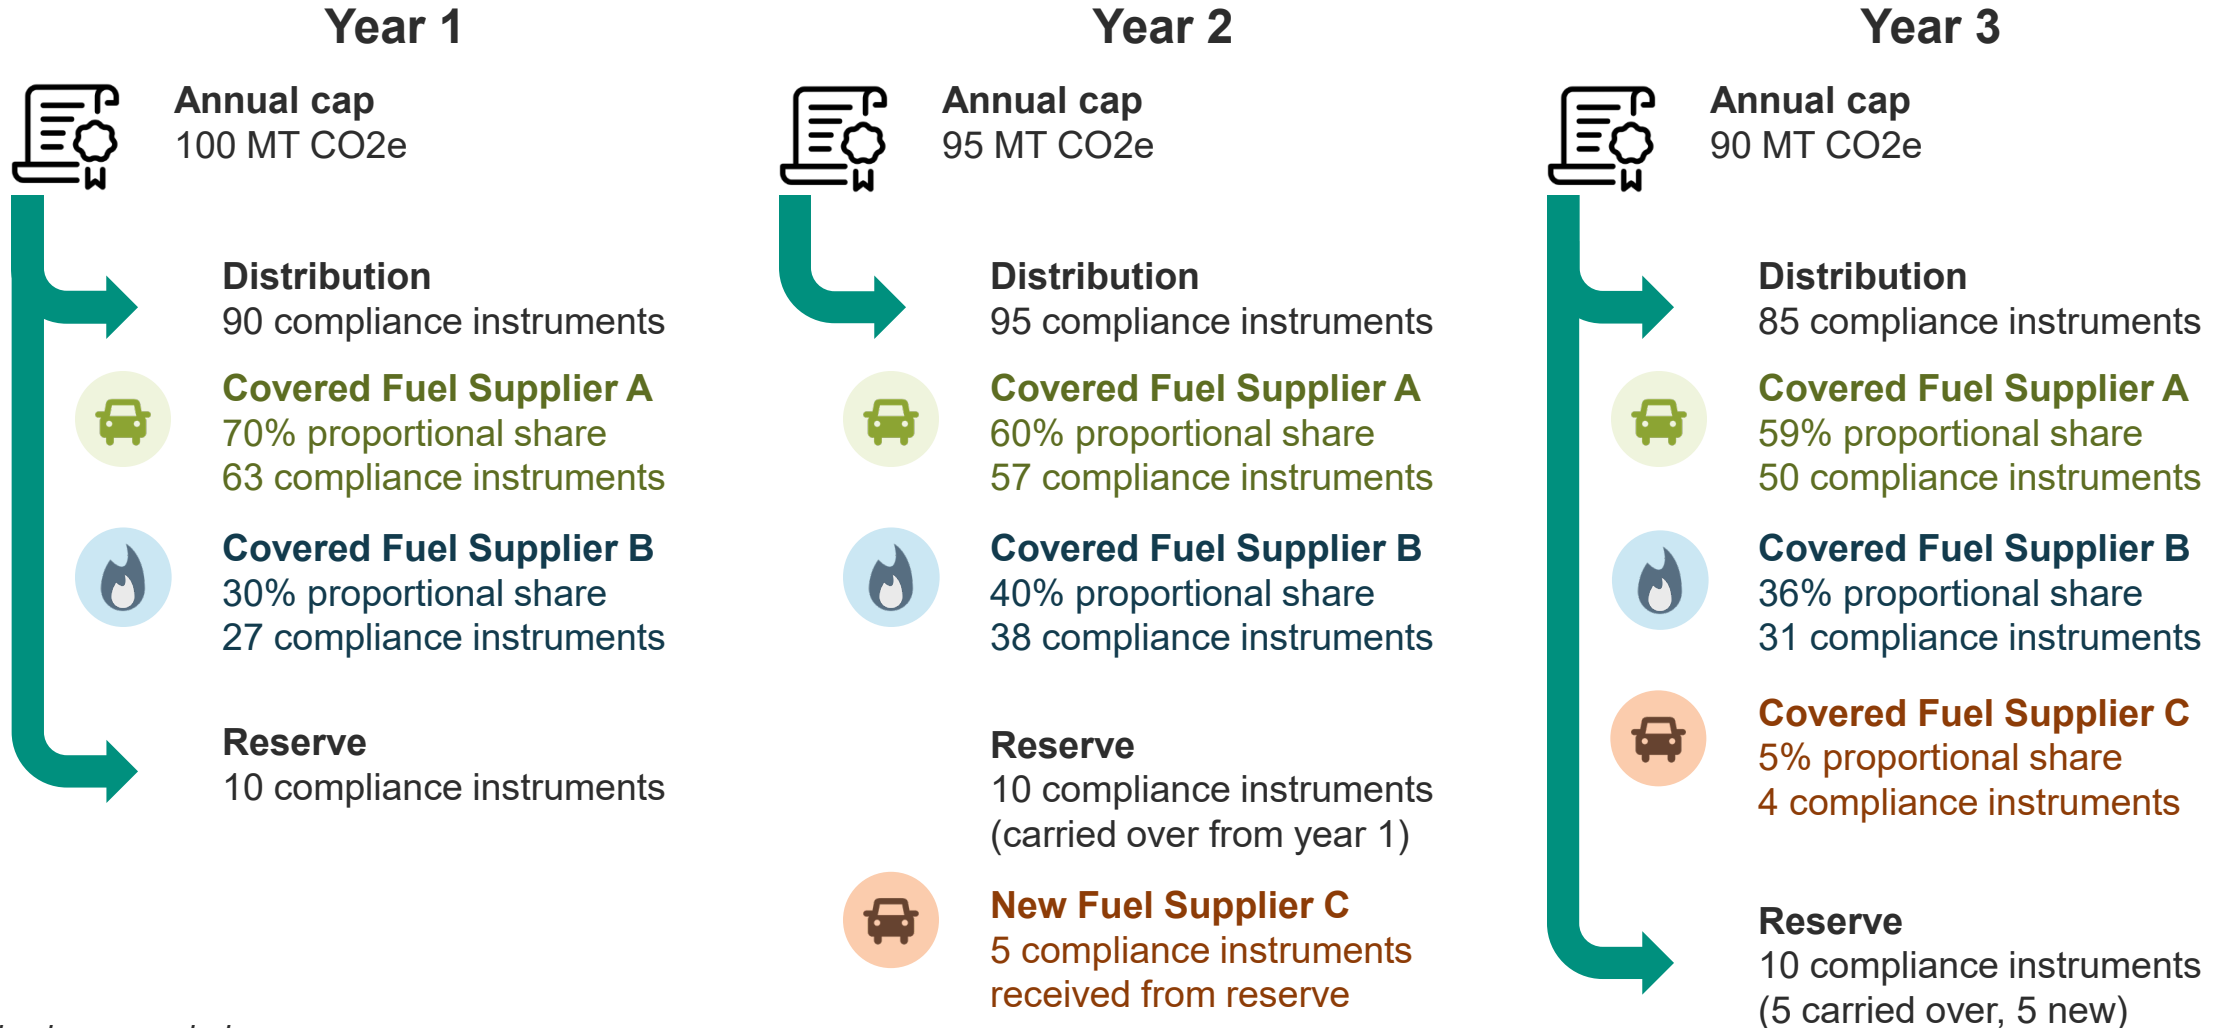 Year 1
Annual cap
100 MT CO2e
Distribution
90 compliance instruments
Covered Fuel Supplier A
70% proportional share
63 compliance instruments
Covered Fuel Supplier B
30% proportional share
27 compliance instruments
Reserve
10 compliance instruments
Year 2
Annual cap
95 MT CO2e
Distribution
95 compliance instruments
Covered Fuel Supplier A
60% proportional share
57 compliance instruments
Covered Fuel Supplier B
40% proportional share
38 compliance instruments
Reserve
10 compliance instruments
(carried over from year 1)
New Fuel Supplier C
5 compliance instruments
received from reserve
Year 3
Annual cap
90 MT CO2e
Distribution
85 compliance instruments
Covered Fuel Supplier A
59% proportional share
50 compliance instruments
Covered Fuel Supplier B
36% proportional share
31 compliance instruments
Covered Fuel Supplier C
5% proportional share
4 compliance instruments
Reserve
10 compliance instruments
(5 carried over, 5 new)